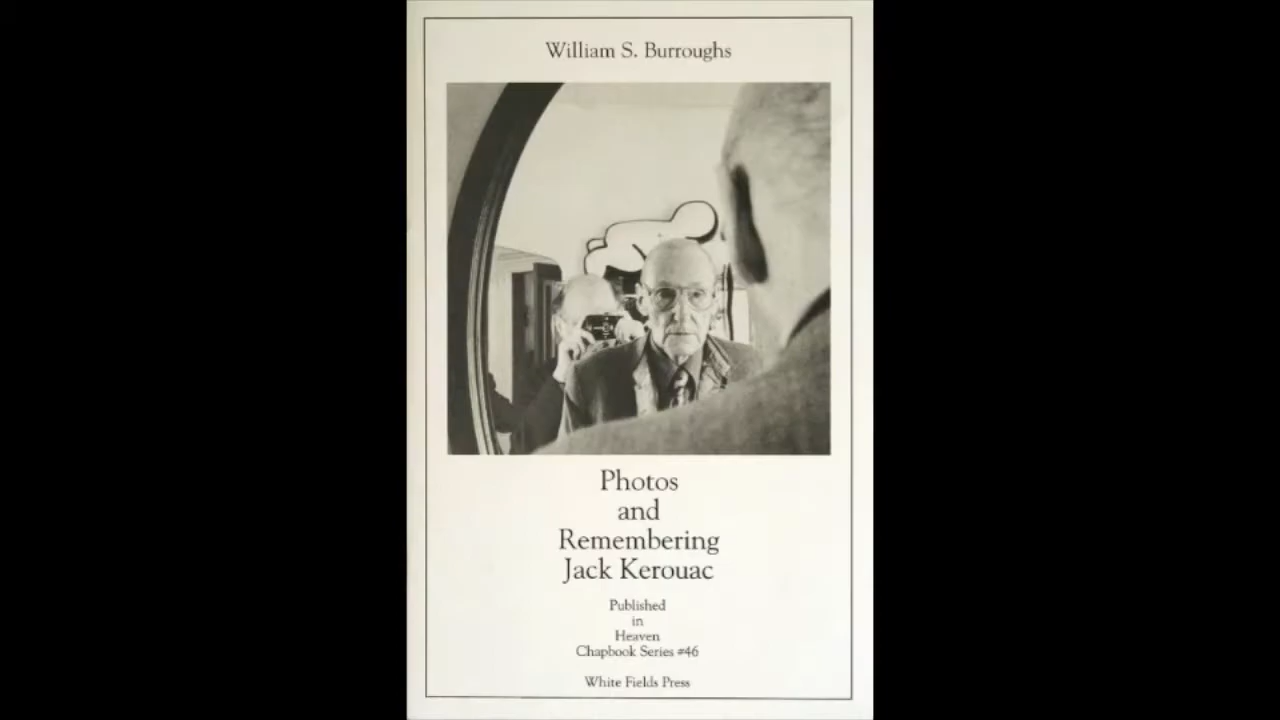 William S. Burroughs
Photos
and
Remembering
Jack Kerouac
Published
in
Heaven
Chapbook Series #46
White Fields Press